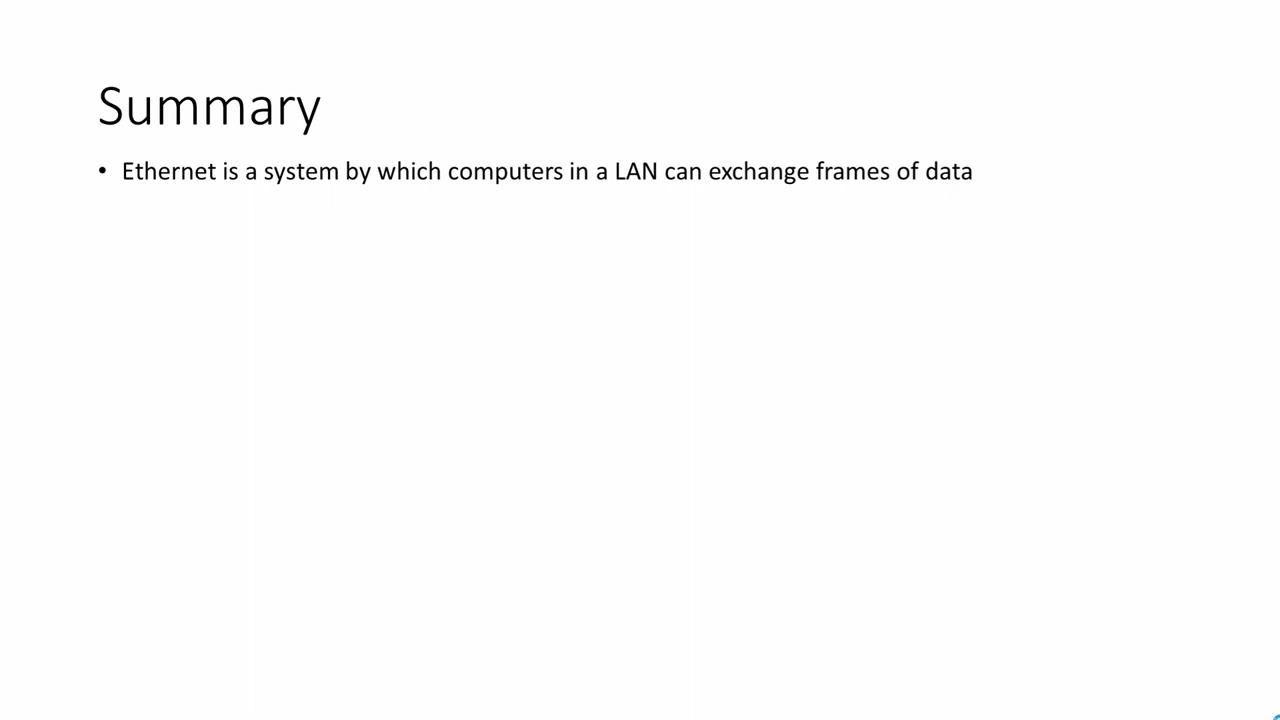 Summary
• Ethernet is a system by which computers in a LAN can exchange frames of data